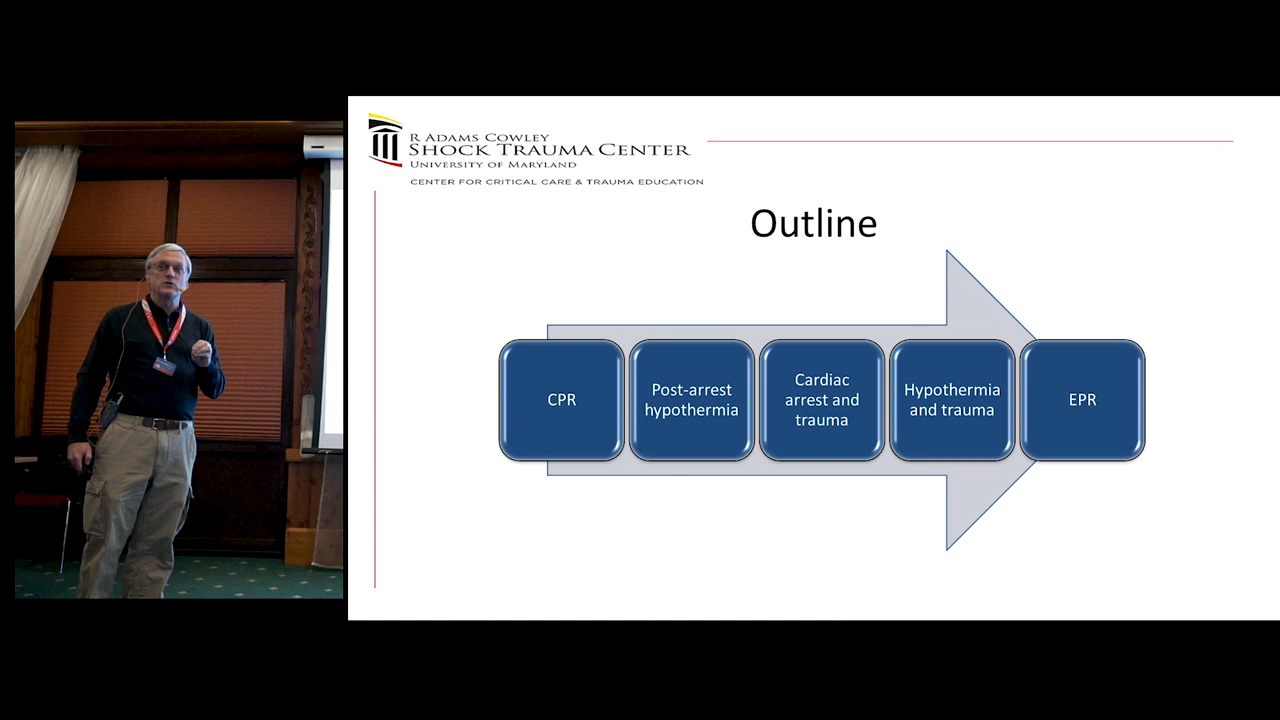 R ADAMS COWLEY
SHOCK TRAUMA CENTER
UNIVERSITY OF MARYLAND
CENTER FOR CRITICAL CARE & TRAUMA EDUCATION
Outline
CPR
Post-arrest
hypothermia
Cardiac
arrest and
trauma
Hypothermia
and trauma
EPR